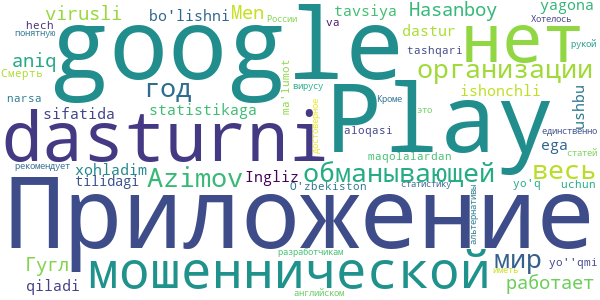 virusli
bo'lishni
Men
tavsiya
Hasanboy
yagona
hech
понятную
России
va
dastur
Хотелось
рукой
aniq
google
нет
tashqari
Смерть
год
ma'lumot
организации
narsa
вирусу
Кроме
ishonchli
ushbu
sifatida
statistikaga
Play
это
dasturni
достоверное
aloqasi
единственно
ega
статей
maqolalardan
рекомендует
xohladim
обманывающей
весь
tilidagi
Azimov
Ingliz
O'zbekiston
статистику
yo'q
uchun
Приложение
альтернативы
разработчикам
Гугл
мошеннической
мир
yo''qmi
иметь
qiladi
английском
работает